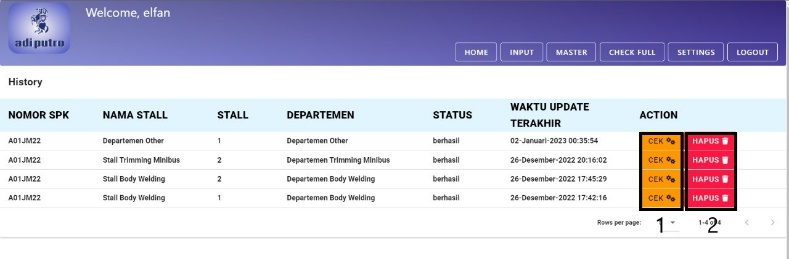 Welcome, elfan
adiputro
HOME INPUT MASTER CHECK FULL SETTINGS LOGOUT
History
NOMOR SPK NAMA STALL STALL DEPARTEMEN STATUS WAKTU UPDATE TERAKHIR ACTION
A01JM22 Departemen Other 1 Departemen Other berhasil 02-Januari-2023 00:35:54 CEK HAPUS
A01JM22 Stall Trimming Minibus 2 Departemen Trimming Minibus berhasil 26-Desember-2022 20:16:02 CEK HAPUS
A01JM22 Stall Body Welding 2 Departemen Body Welding berhasil 26-Desember-2022 17:45:29 CEK HAPUS
A01JM22 Stall Body Welding 1 Departemen Body Welding berhasil 26-Desember-2022 17:42:16 CEK HAPUS
Rows per page: 1 1-4 of 4 2